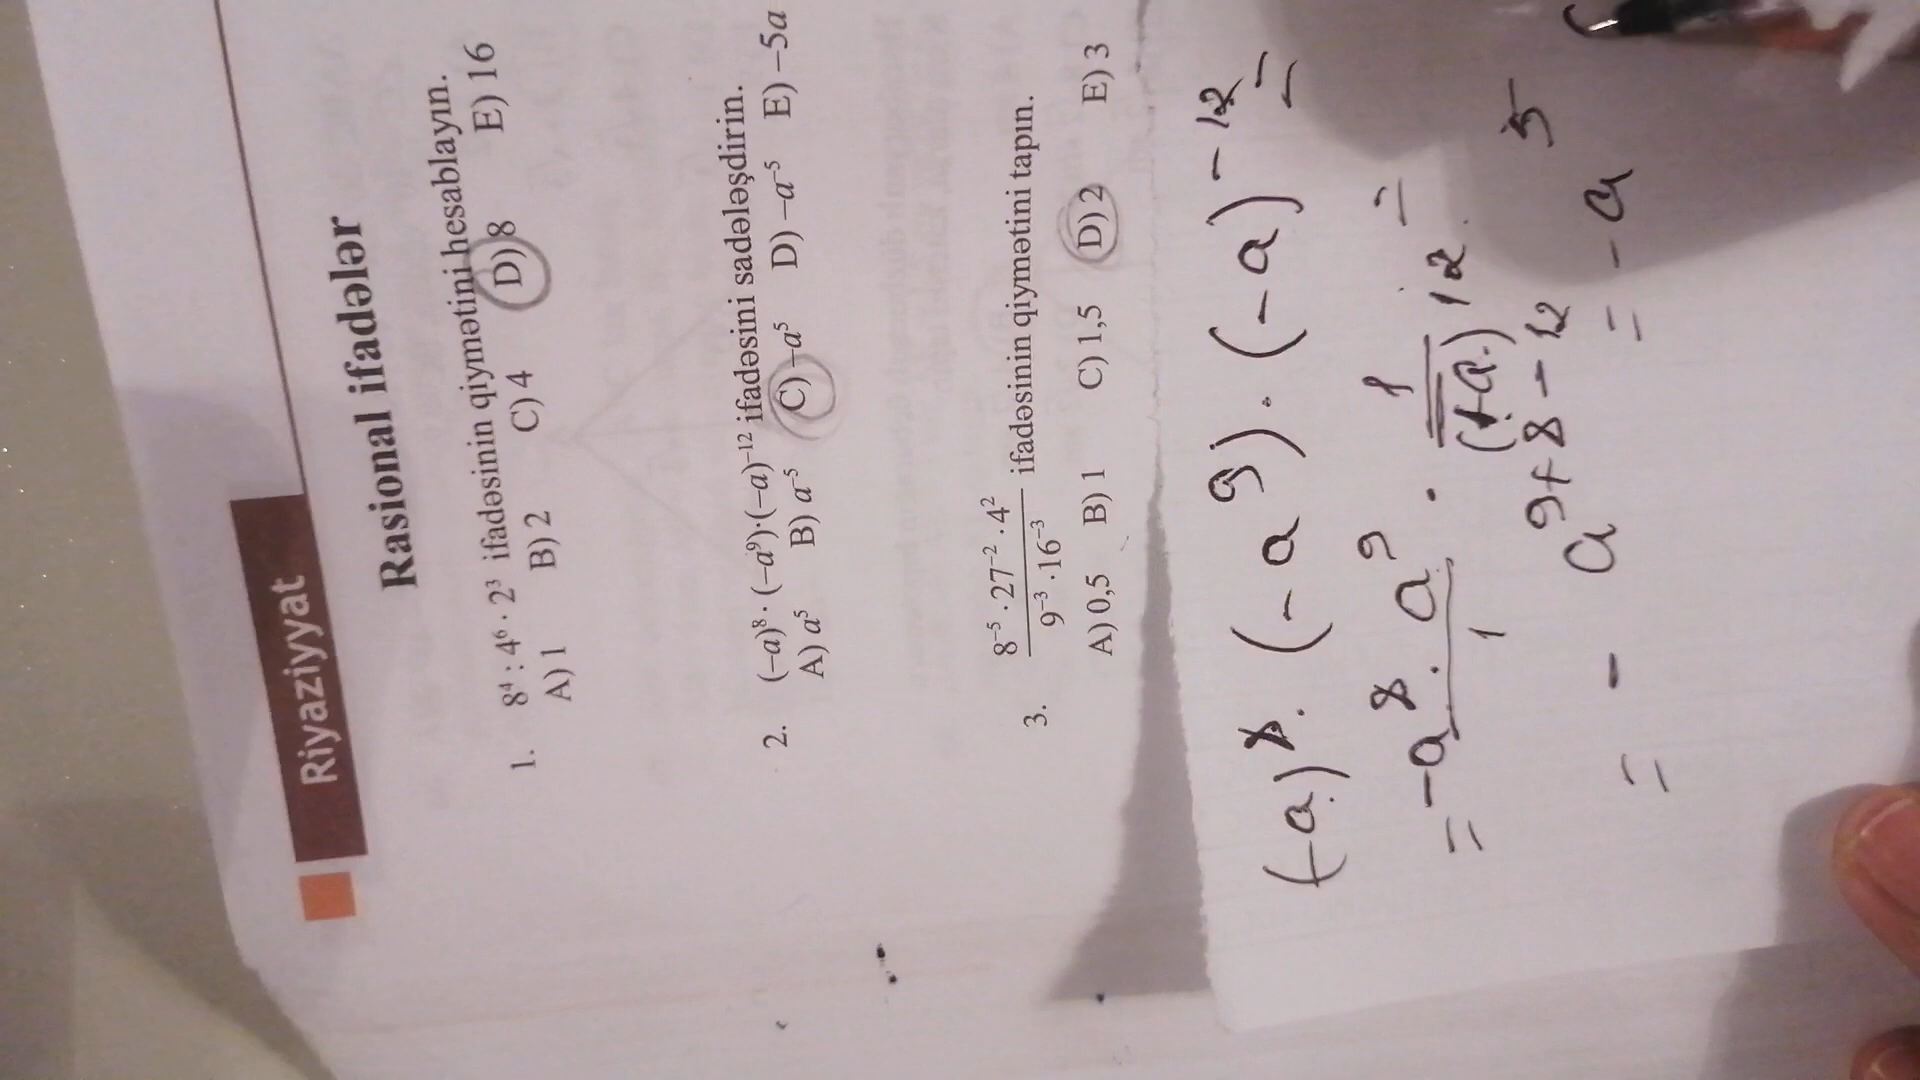 Riyaziyyat
Rasional ifadələr
1. 8⁴ : 4⁶ · 2³ ifadəsinin qiymətini hesablayın.
A) 1 B) 2 C) 4 D) 8 E) 16
2. (−a)⁸ · (−a⁹)·(−a)⁻¹² ifadəsini sadələşdirin.
A) a⁵ B) a⁻⁵ C) −a⁵ D) −a⁻⁵ E) −5a
3. 8⁻⁵ · 27⁻² · 4² / 9⁻³ · 16⁻³ ifadəsinin qiymətini tapın.
A) 0,5 B) 1 C) 1,5 D) 2 E) 3
(−a)⁸ · (−a⁹) · (−a)⁻¹² =
= −a⁸ · a⁹ / 1 · 1 / (+a)¹² =
= − a⁹⁺⁸⁻¹² = − a⁵